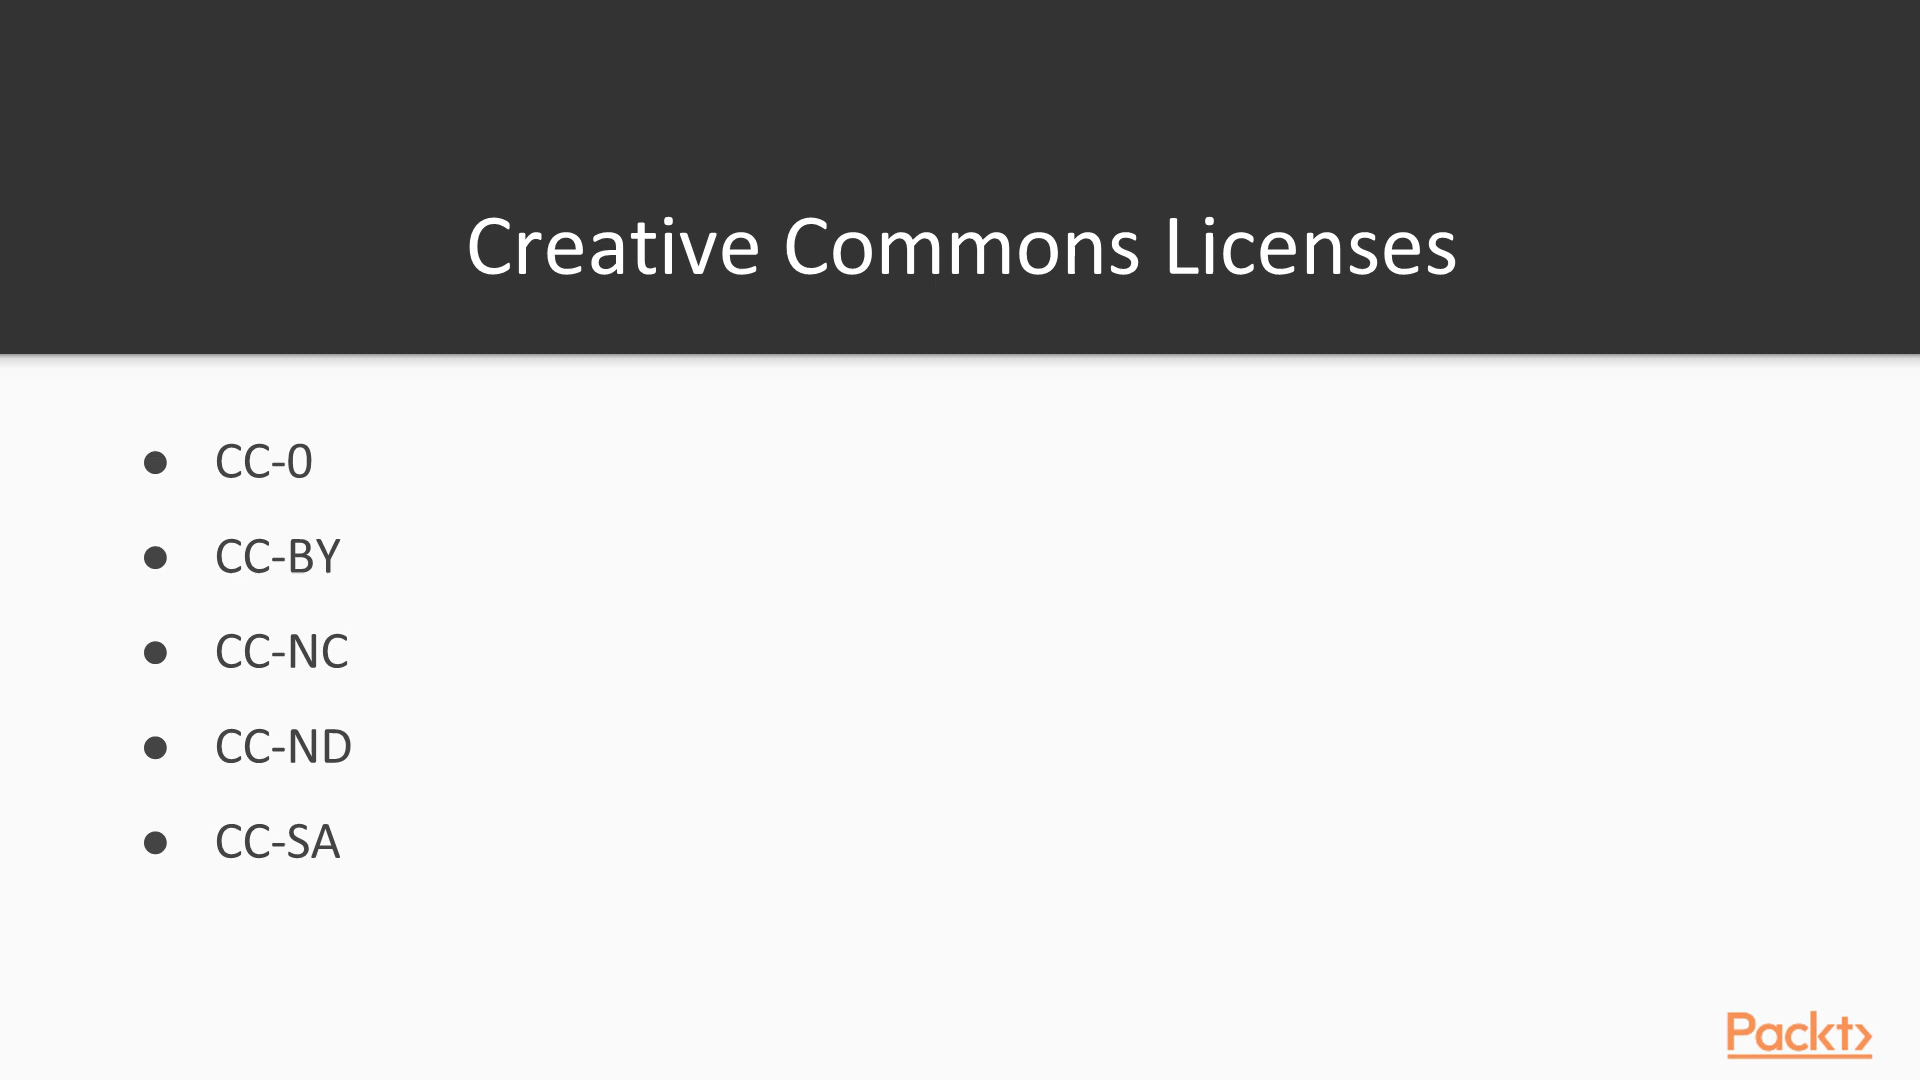 Creative Commons Licenses
● CC-0
● CC-BY
● CC-NC
● CC-ND
● CC-SA
Packt>